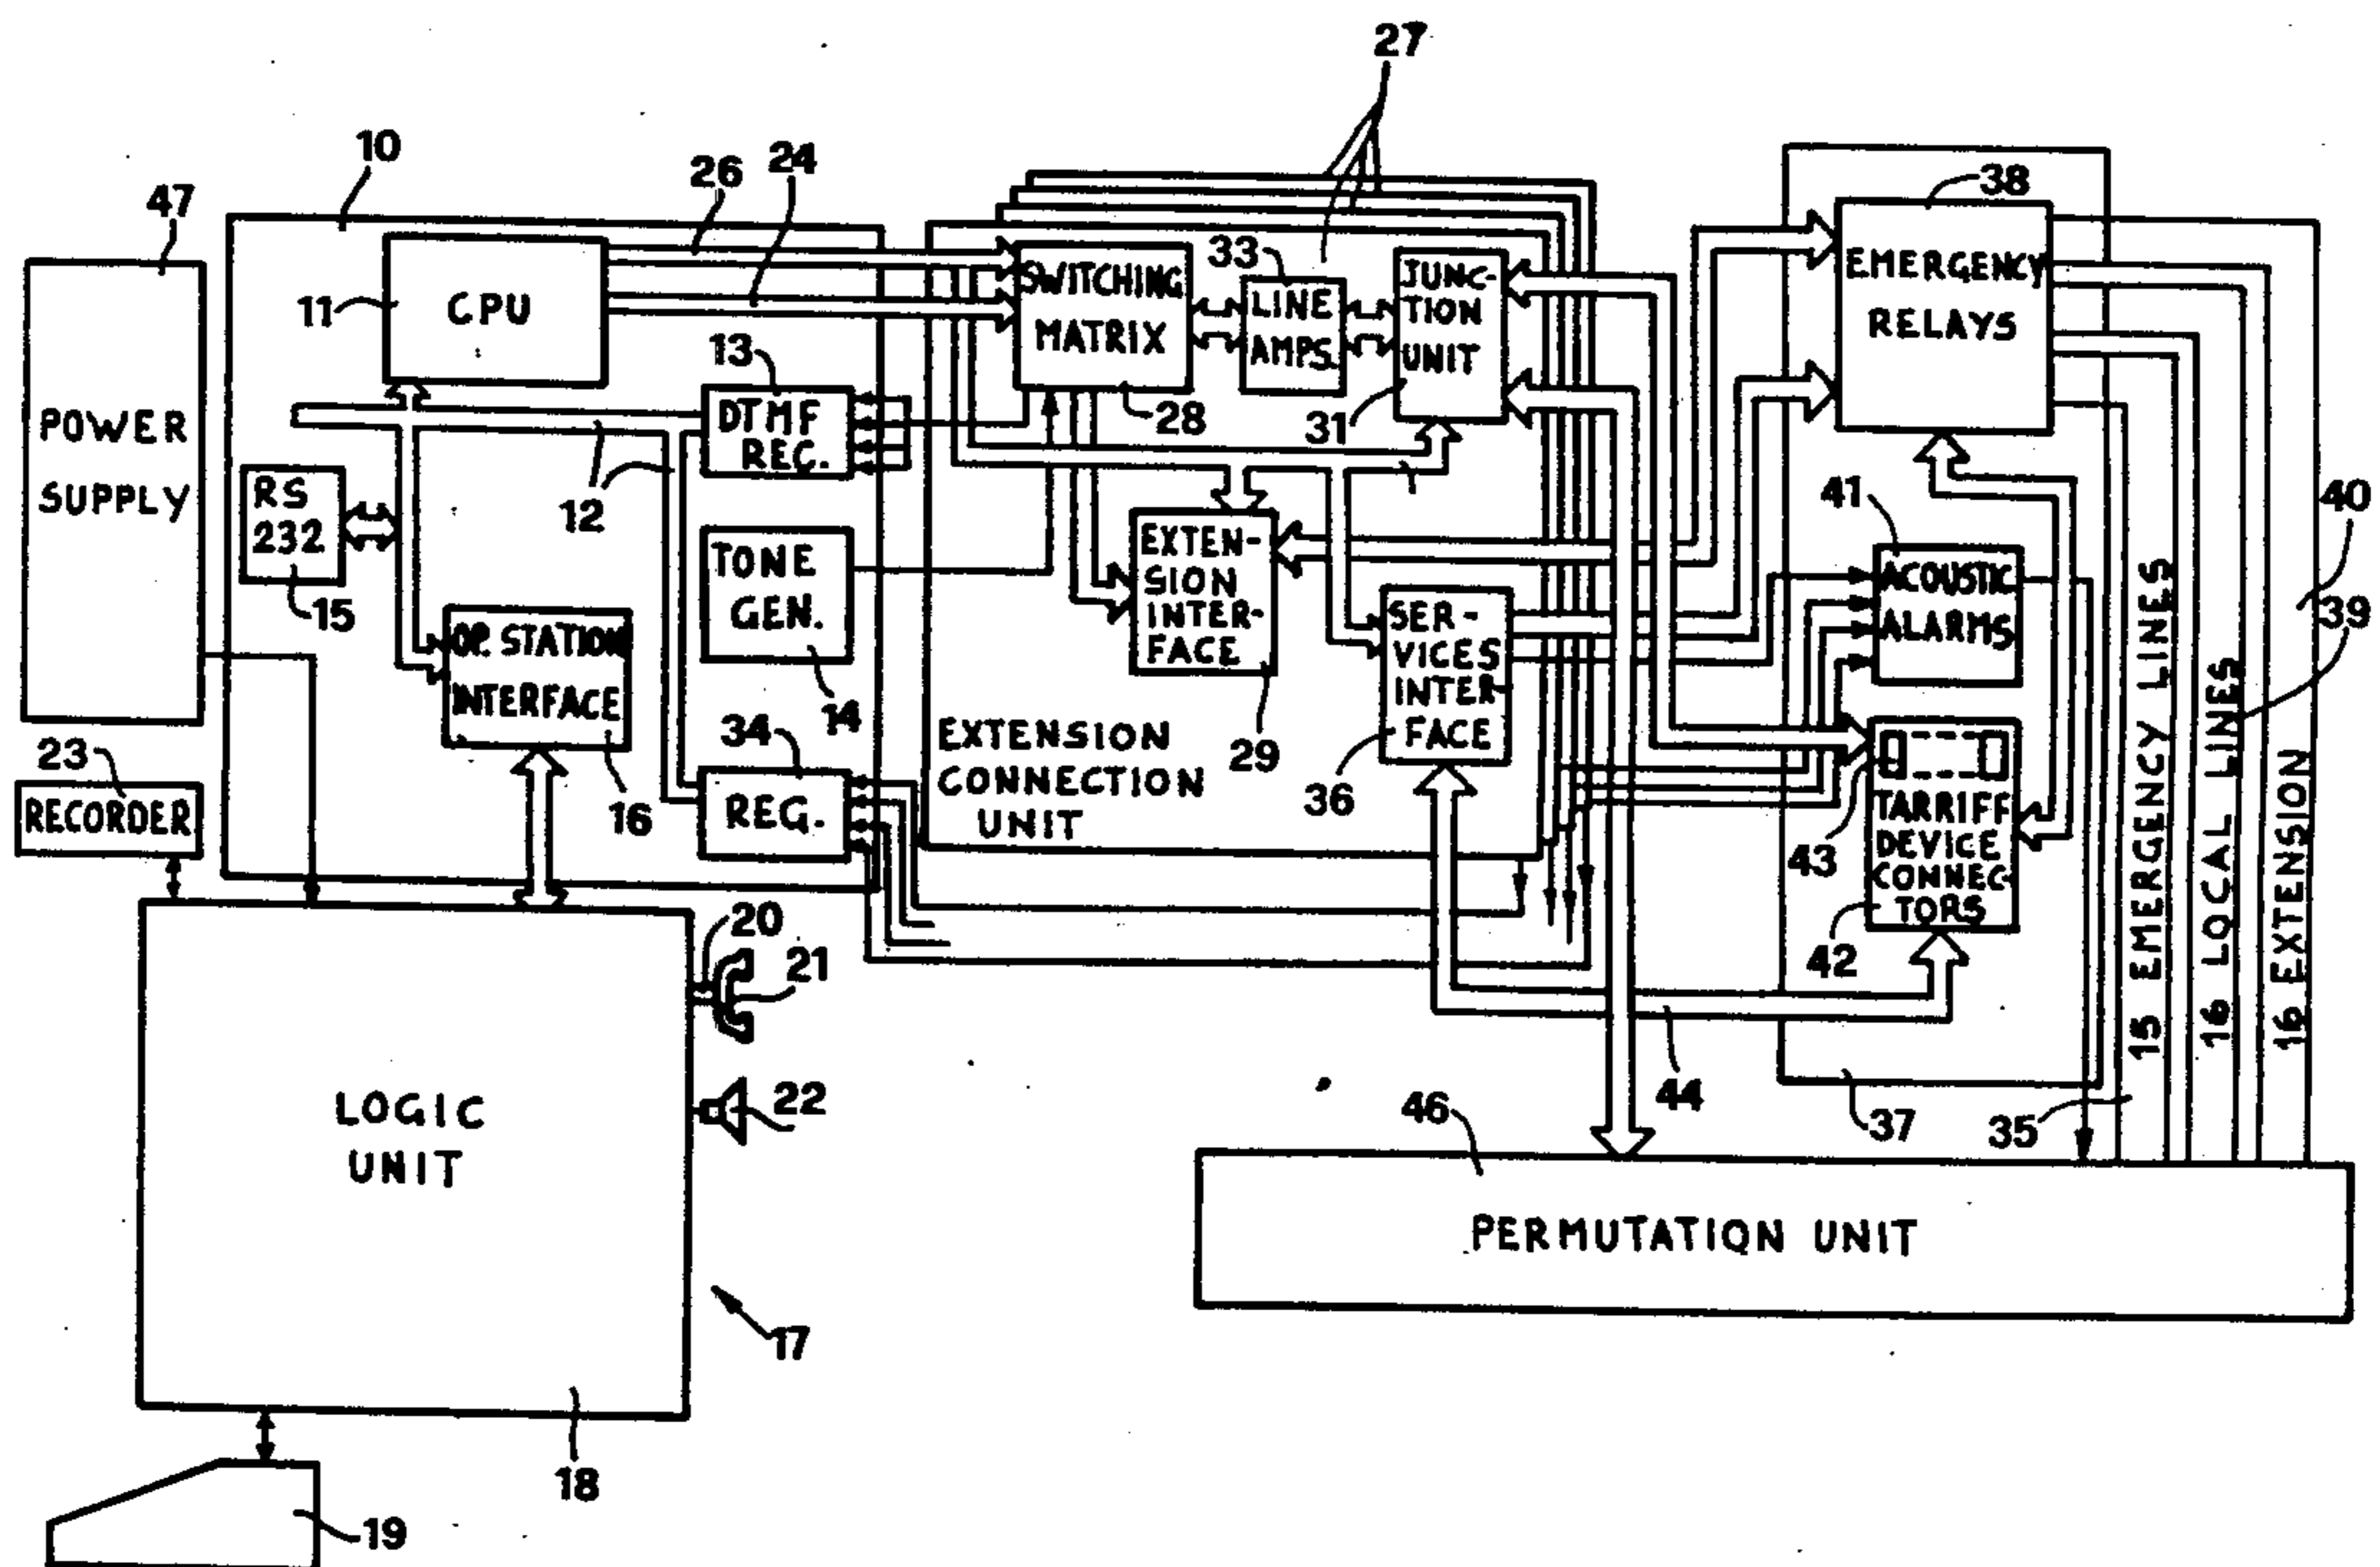 27
10
26
24
47
38
33
11
CPU
SWITCHING
MATRIX
LINE
AMPS.
JUNC-
TION
UNIT
EMERGENCY
RELAYS
13
DTMF
REC.
28
31
POWER
SUPPLY
RS
232
12
41
40
39
15
TONE
GEN.
14
EXTEN-
SION
INTER-
FACE
29
SER-
VICES
INTER-
FACE
36
ACOUSTIC
ALARMS
OP. STATION
INTERFACE
16
34
REG.
EXTENSION
CONNECTION
UNIT
43
TARRIFF
DEVICE
CONNEC-
TORS
42
23
RECORDER
15 EMERGENCY LINES
16 LOCAL LINES
16 EXTENSION
20
21
22
44
37
35
46
LOGIC
UNIT
PERMUTATION UNIT
17
18
19